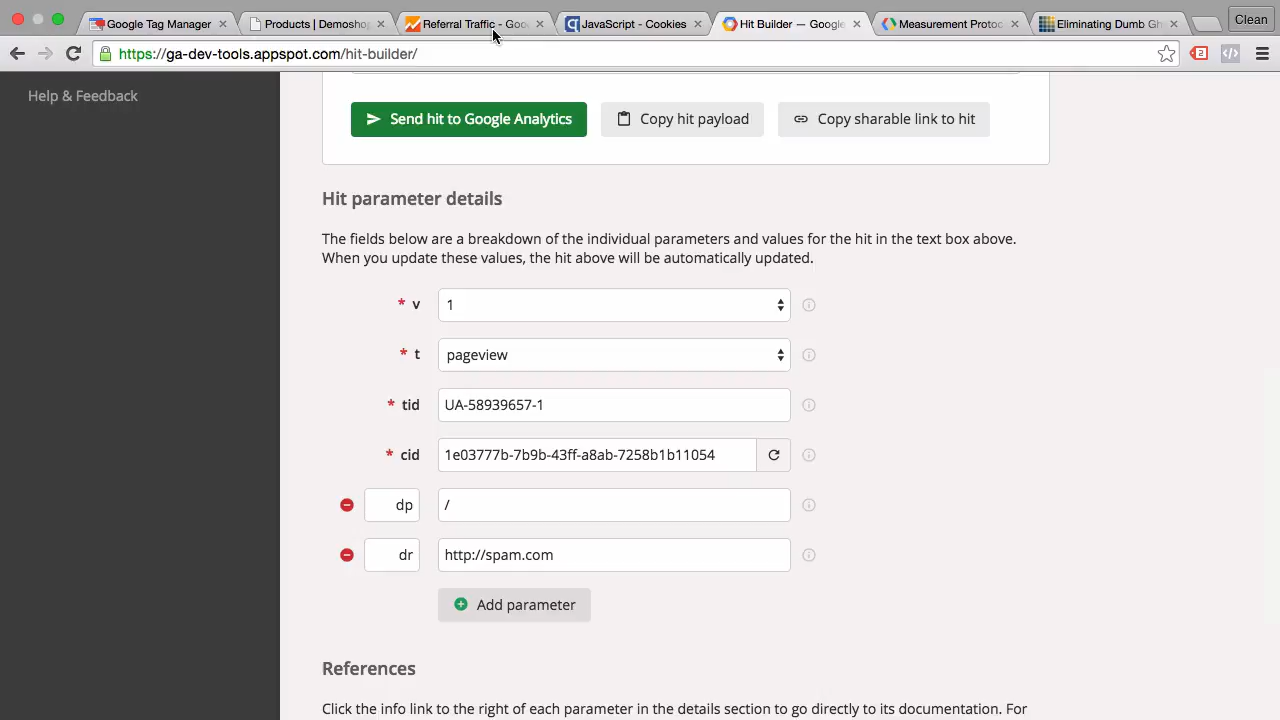 Google Tag Manager
Products | Demoshop
Referral Traffic - Goo
JavaScript - Cookies
Hit Builder — Google
Measurement Protoc
Eliminating Dumb Gh
Clean
https://ga-dev-tools.appspot.com/hit-builder/
2
Help & Feedback
Send hit to Google Analytics
Copy hit payload
Copy sharable link to hit
Hit parameter details
The fields below are a breakdown of the individual parameters and values for the hit in the text box above.
When you update these values, the hit above will be automatically updated.
* v 1
* t pageview
* tid UA-58939657-1
* cid 1e03777b-7b9b-43ff-a8ab-7258b1b11054
dp /
dr http://spam.com
Add parameter
References
Click the info link to the right of each parameter in the details section to go directly to its documentation. For